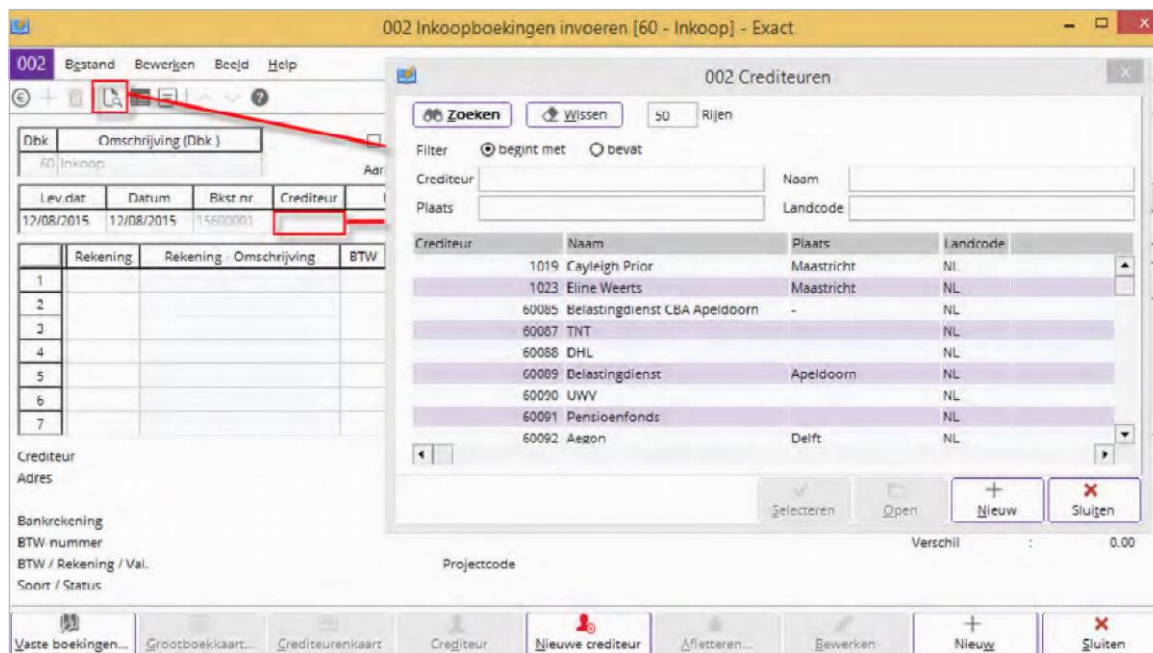 002 Inkoopboekingen invoeren [60 - Inkoop] - Exact
002 Bestand Bewerken Beeld Help
Dbk Omschrijving (Dbk )
60 Inkoop
Aar
Lev.dat Datum Bkst.nr. Crediteur
12/08/2015 12/08/2015 15600001
Rekening Rekening - Omschrijving BTW
1
2
3
4
5
6
7
Crediteur
Adres
Bankrekening
BTW-nummer
BTW / Rekening / Val.
Soort / Status
Projectcode
Verschil : 0.00
002 Crediteuren
Zoeken Wissen 50 Rijen
Filter begint met bevat
Crediteur Naam
Plaats Landcode
Crediteur Naam Plaats Landcode
1019 Cayleigh Prior Maastricht NL
1023 Eline Weerts Maastricht NL
60085 Belastingdienst CBA Apeldoorn - NL
60087 TNT NL
60088 DHL NL
60089 Belastingdienst Apeldoorn NL
60090 UWV NL
60091 Pensioenfonds NL
60092 Aegon Delft NL
Selecteren Open Nieuw Sluiten
Vaste boekingen... Grootboekkaart... Crediteurenkaart Crediteur Nieuwe crediteur Afletteren... Bewerken Nieuw Sluiten